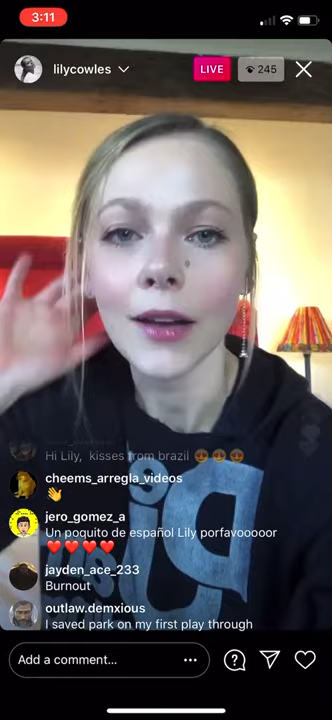 3:11
lilycowles
LIVE
245
Hi Lily, kisses from brazil 😍😍😍
cheems_arregla_videos
👋
jero_gomez_a
Un poquito de español Lily porfavooooor
❤️❤️❤️❤️
jayden_ace_233
Burnout
outlaw.demxious
I saved park on my first play through
Add a comment…